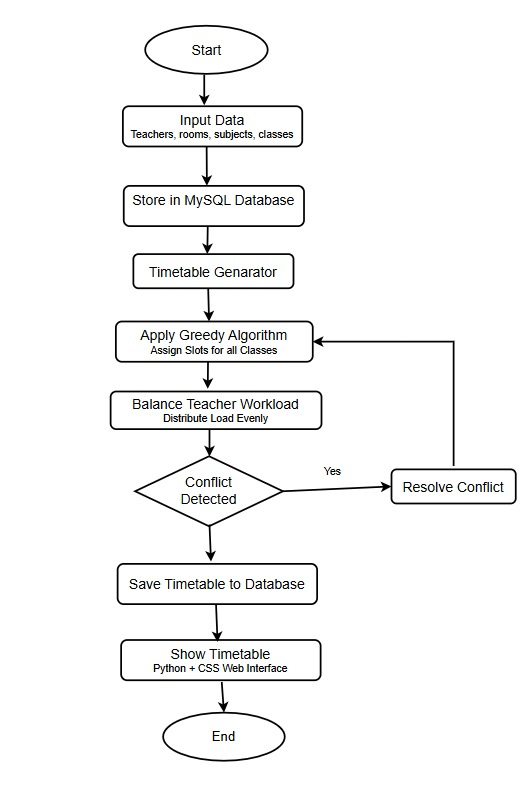 Start
Input Data
Teachers, rooms, subjects, classes
Store in MySQL Database
Timetable Genarator
Apply Greedy Algorithm
Assign Slots for all Classes
Balance Teacher Workload
Distribute Load Evenly
Conflict
Detected
Yes
Resolve Conflict
Save Timetable to Database
Show Timetable
Python + CSS Web Interface
End